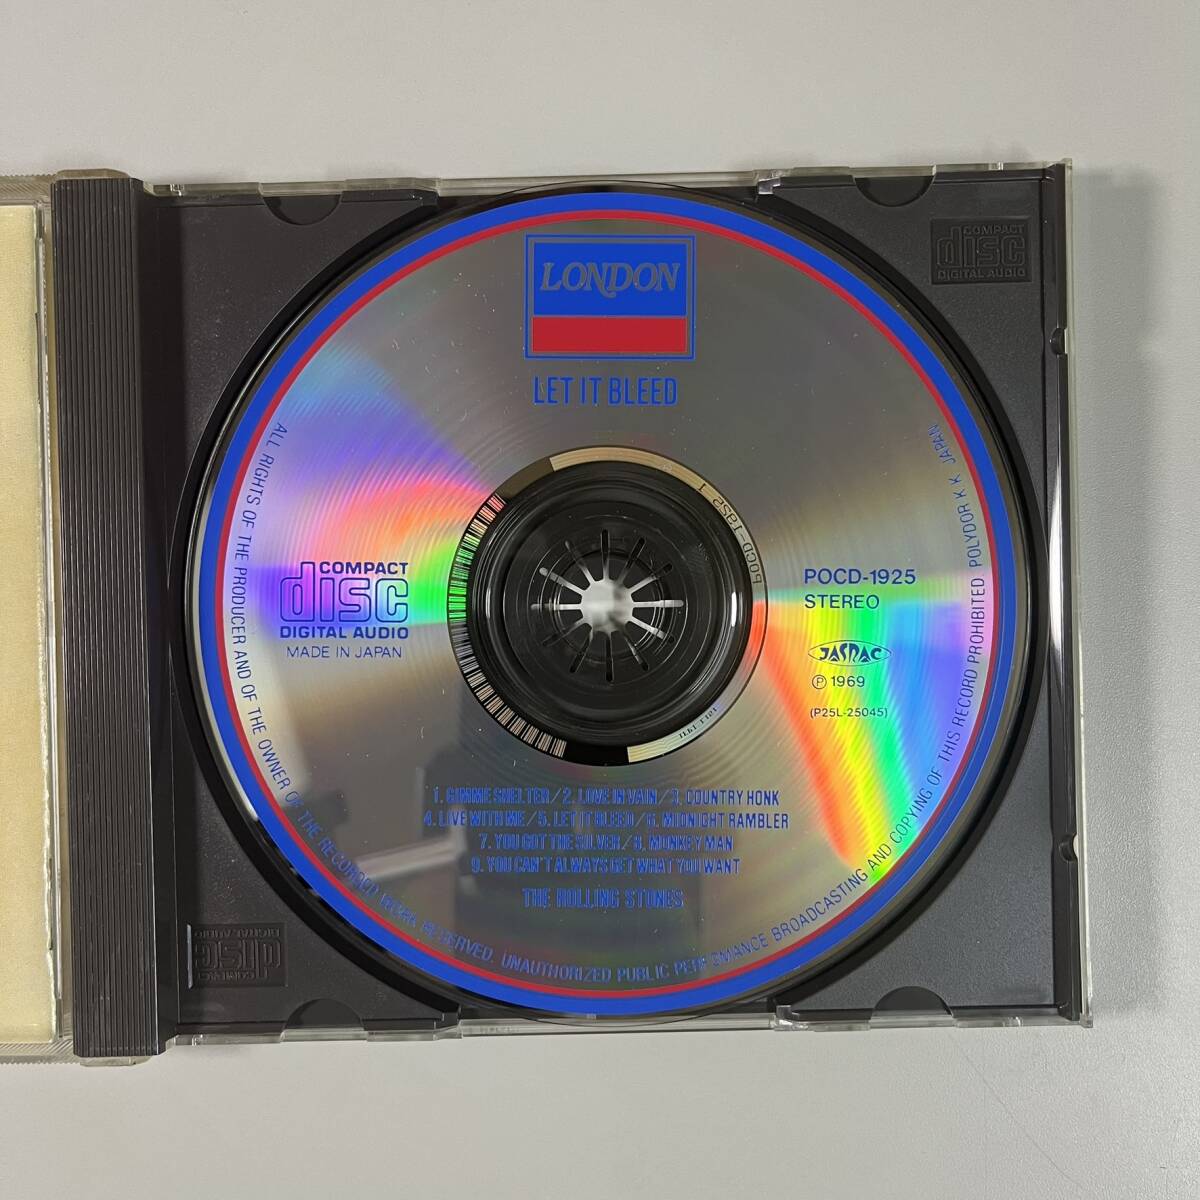 LONDON
LET IT BLEED
COMPACT
disc
DIGITAL AUDIO
MADE IN JAPAN
POCD-1925
STEREO
JASRAC
Ⓟ 1969
(P25L-25045)
1. GIMME SHELTER/2. LOVE IN VAIN/3. COUNTRY HONK
4. LIVE WITH ME/5. LET IT BLEED/6. MIDNIGHT RAMBLER
7. YOU GOT THE SILVER/8. MONKEY MAN
9. YOU CAN'T ALWAYS GET WHAT YOU WANT
THE ROLLING STONES
ALL RIGHTS OF THE PRODUCER AND OF THE OWNER OF THE RECORDED WORK RESERVED. UNAUTHORIZED PUBLIC PERFORMANCE BROADCASTING AND COPYING OF THIS RECORD PROHIBITED POLYDOR K.K. JAPAN
COMPACT
disc
DIGITAL AUDIO
COMPACT
disc
DIGITAL AUDIO